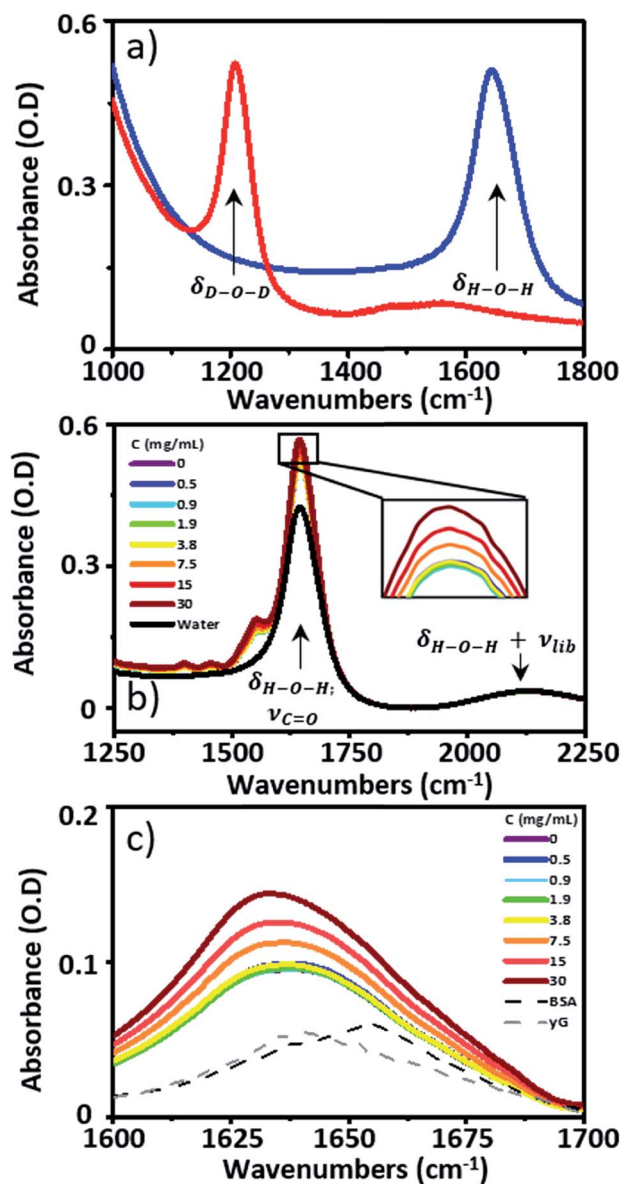 a)
Absorbance (O.D)
0.6
0.3
0
δD-O-D
δH-O-H
1000 1200 1400 1600 1800
Wavenumbers (cm-1)
b)
Absorbance (O.D)
0.6
0.3
0
C (mg/mL)
0
0.5
0.9
1.9
3.8
7.5
15
30
Water
δH-O-H;
νC=O
δH-O-H + νlib
1250 1500 1750 2000 2250
Wavenumbers (cm-1)
c)
Absorbance (O.D)
0.2
0.1
0
C (mg/mL)
0
0.5
0.9
1.9
3.8
7.5
15
30
BSA
yG
1600 1625 1650 1675 1700
Wavenumbers (cm-1)